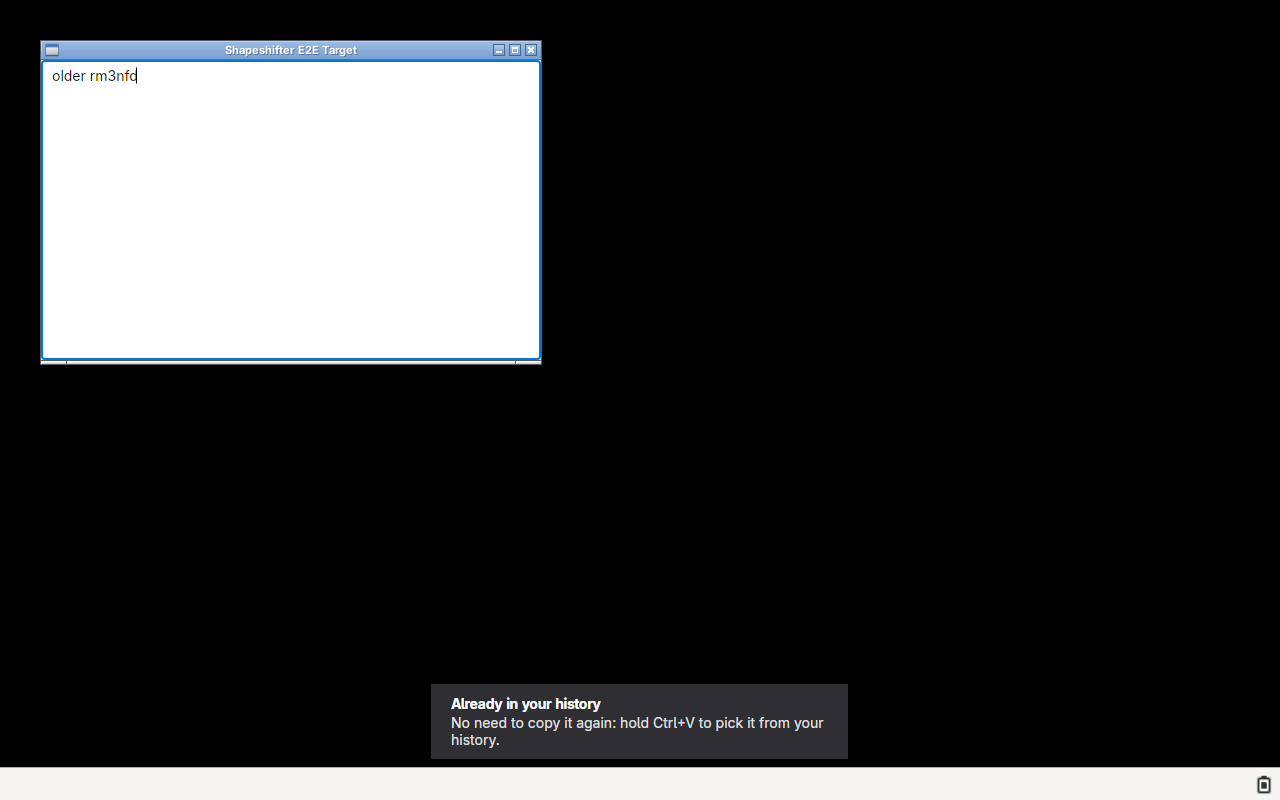 Shapeshifter E2E Target
older rm3nfd
Already in your history
No need to copy it again: hold Ctrl+V to pick it from your
history.